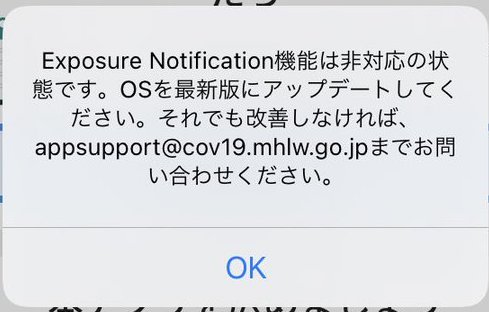 Exposure Notification機能は非対応の状
態です。OSを最新版にアップデートしてく
ださい。それでも改善しなければ、
appsupport@cov19.mhlw.go.jpまでお問
い合わせください。
OK